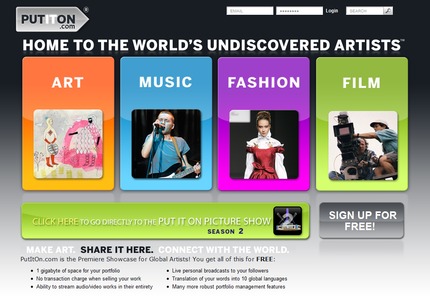 PUTITON
.com
®
EMAIL
Login
SEARCH
HOME TO THE WORLD'S UNDISCOVERED ARTISTS™
ART
MUSIC
FASHION
FILM
CLICK HERE TO GO DIRECTLY TO THE PUT IT ON PICTURE SHOW
SEASON 2
SIGN UP FOR
FREE!
MAKE ART. SHARE IT HERE. CONNECT WITH THE WORLD.
PutItOn.com is the Premiere Showcase for Global Artists! You get all of this for FREE:
• 1 gigabyte of space for your portfolio
• No transaction charge when selling your work
• Ability to stream audio/video works in their entirety
• Live personal broadcasts to your followers
• Translation of your words into 10 global languages
• Many more robust portfolio management features